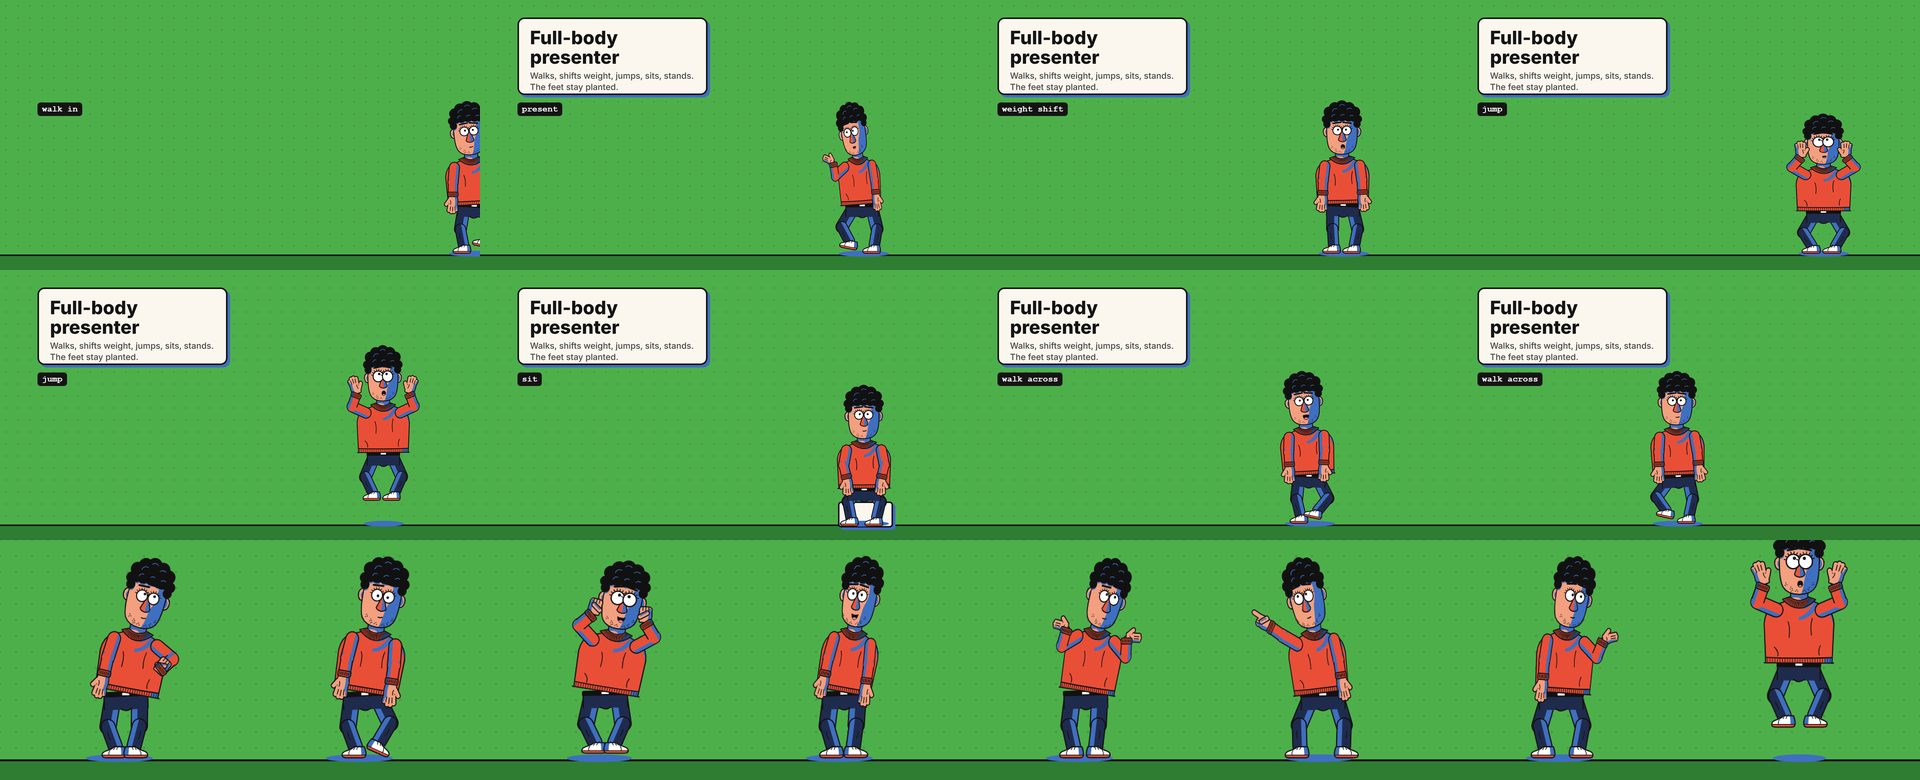 walk in
Full-body
presenter
Walks, shifts weight, jumps, sits, stands.
The feet stay planted.
present
Full-body
presenter
Walks, shifts weight, jumps, sits, stands.
The feet stay planted.
weight shift
Full-body
presenter
Walks, shifts weight, jumps, sits, stands.
The feet stay planted.
jump
Full-body
presenter
Walks, shifts weight, jumps, sits, stands.
The feet stay planted.
jump
Full-body
presenter
Walks, shifts weight, jumps, sits, stands.
The feet stay planted.
sit
Full-body
presenter
Walks, shifts weight, jumps, sits, stands.
The feet stay planted.
walk across
Full-body
presenter
Walks, shifts weight, jumps, sits, stands.
The feet stay planted.
walk across